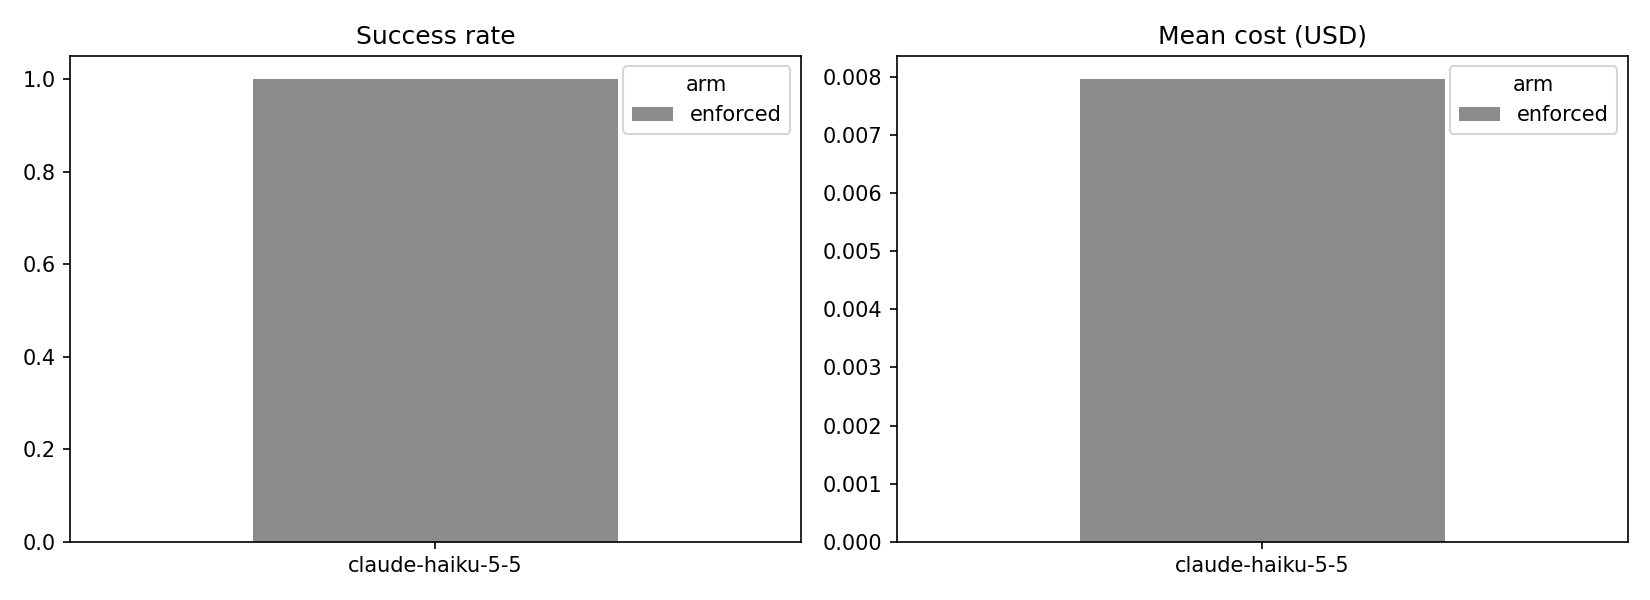 Success rate
1.0
0.8
0.6
0.4
0.2
0.0
arm
enforced
claude-haiku-5-5
Mean cost (USD)
0.008
0.007
0.006
0.005
0.004
0.003
0.002
0.001
0.000
arm
enforced
claude-haiku-5-5